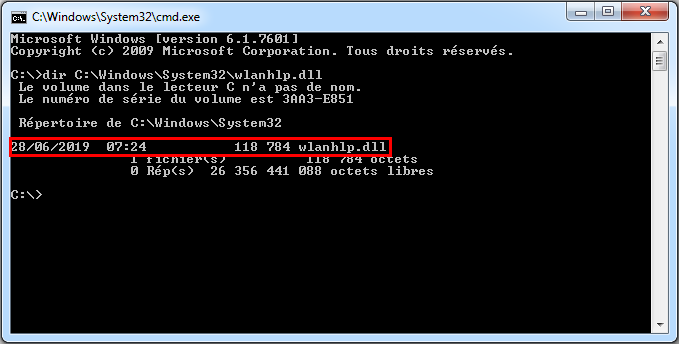 C:\Windows\System32\cmd.exe
Microsoft Windows [version 6.1.7601]
Copyright (c) 2009 Microsoft Corporation. Tous droits réservés.
C:\>dir C:\Windows\System32\wlanhlp.dll
Le volume dans le lecteur C n'a pas de nom.
Le numéro de série du volume est 3AA3-E851
Répertoire de C:\Windows\System32
28/06/2019  07:24           118 784 wlanhlp.dll
1 fichier(s)          118 784 octets
0 Rép(s)  26 356 441 088 octets libres
C:\>